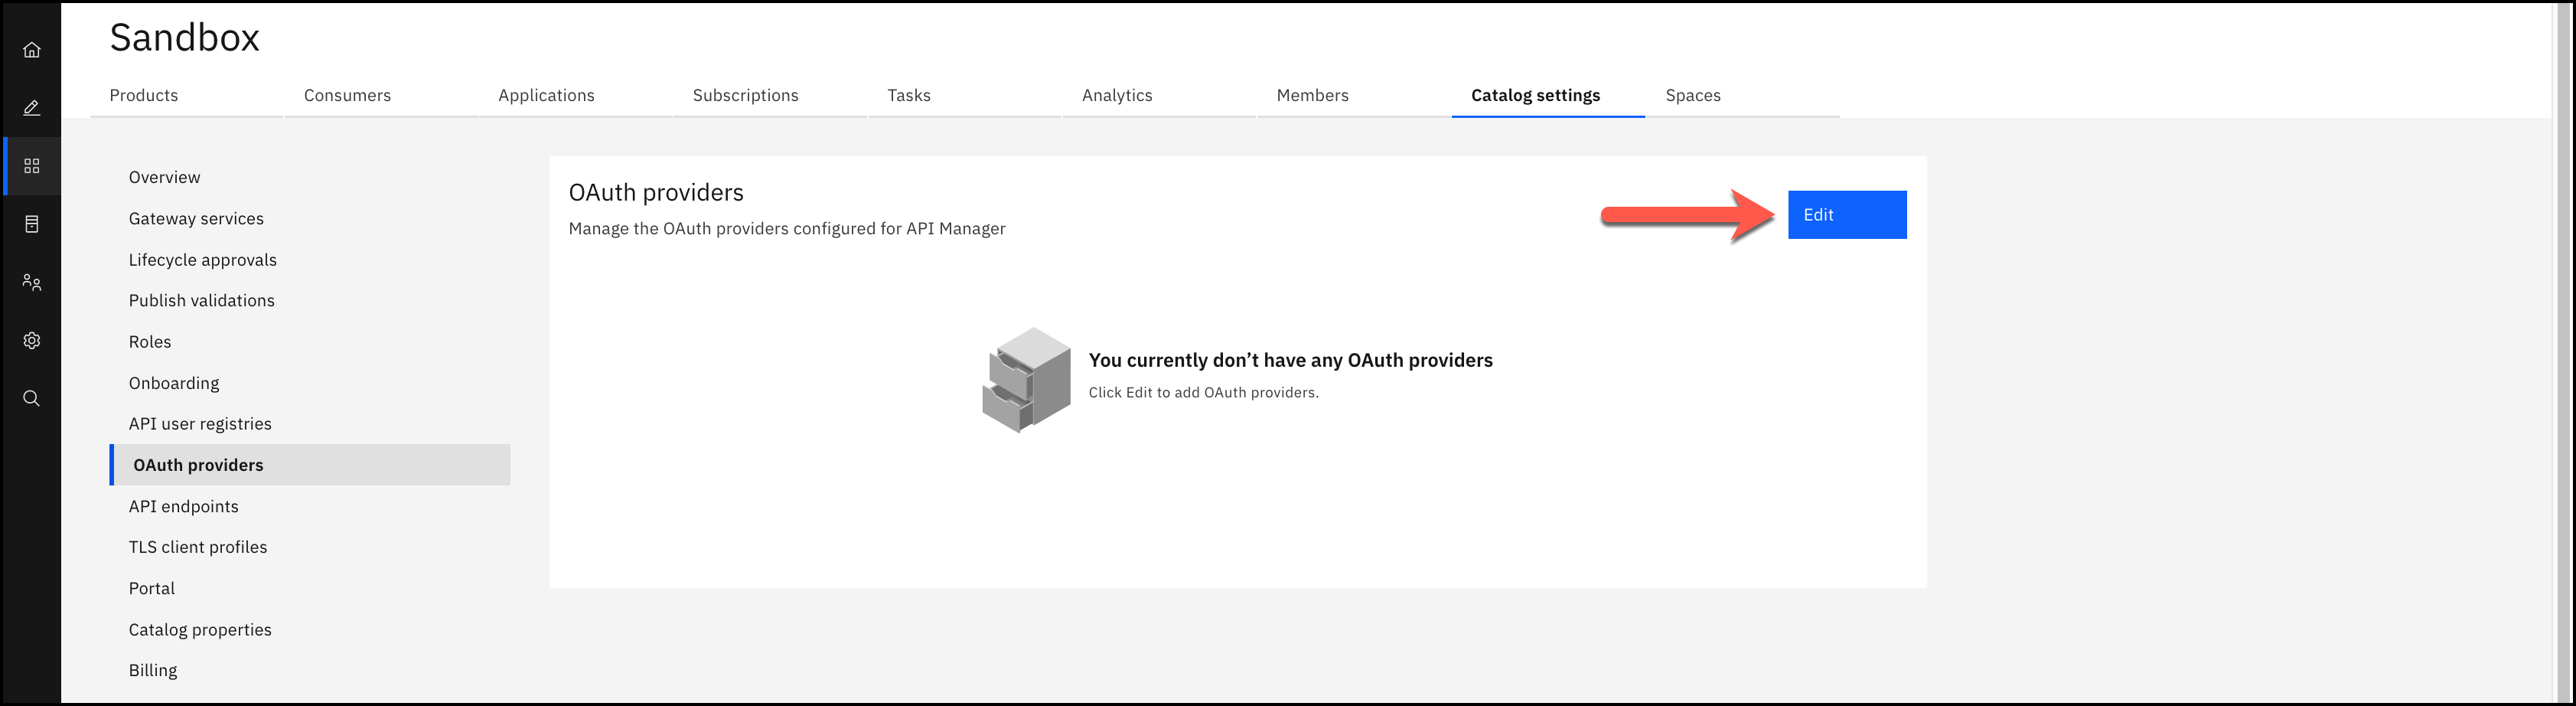 Sandbox
Products
Consumers
Applications
Subscriptions
Tasks
Analytics
Members
Catalog settings
Spaces
Overview
Gateway services
Lifecycle approvals
Publish validations
Roles
Onboarding
API user registries
OAuth providers
API endpoints
TLS client profiles
Portal
Catalog properties
Billing
OAuth providers
Manage the OAuth providers configured for API Manager
Edit
You currently don’t have any OAuth providers
Click Edit to add OAuth providers.